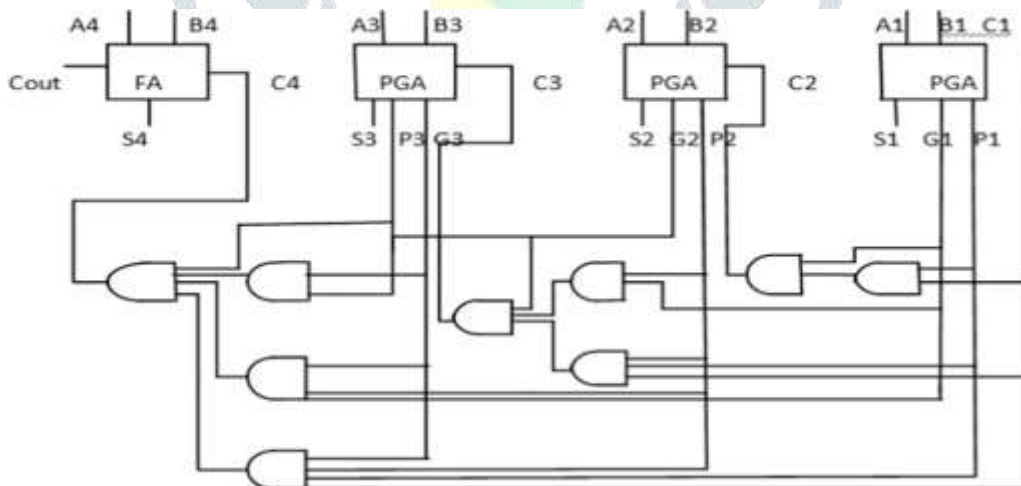 A4 B4 A3 B3 A2 B2 A1 B1 C1
Cout FA C4 PGA C3 PGA C2 PGA
S4 S3 P3 G3 S2 G2 P2 S1 G1 P1